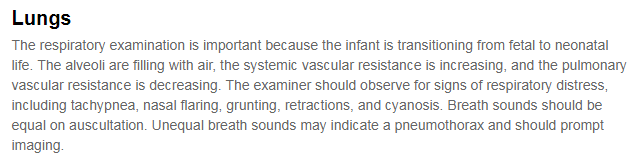 Lungs
The respiratory examination is important because the infant is transitioning from fetal to neonatal
life. The alveoli are filling with air, the systemic vascular resistance is increasing, and the pulmonary
vascular resistance is decreasing. The examiner should observe for signs of respiratory distress,
including tachypnea, nasal flaring, grunting, retractions, and cyanosis. Breath sounds should be
equal on auscultation. Unequal breath sounds may indicate a pneumothorax and should prompt
imaging.